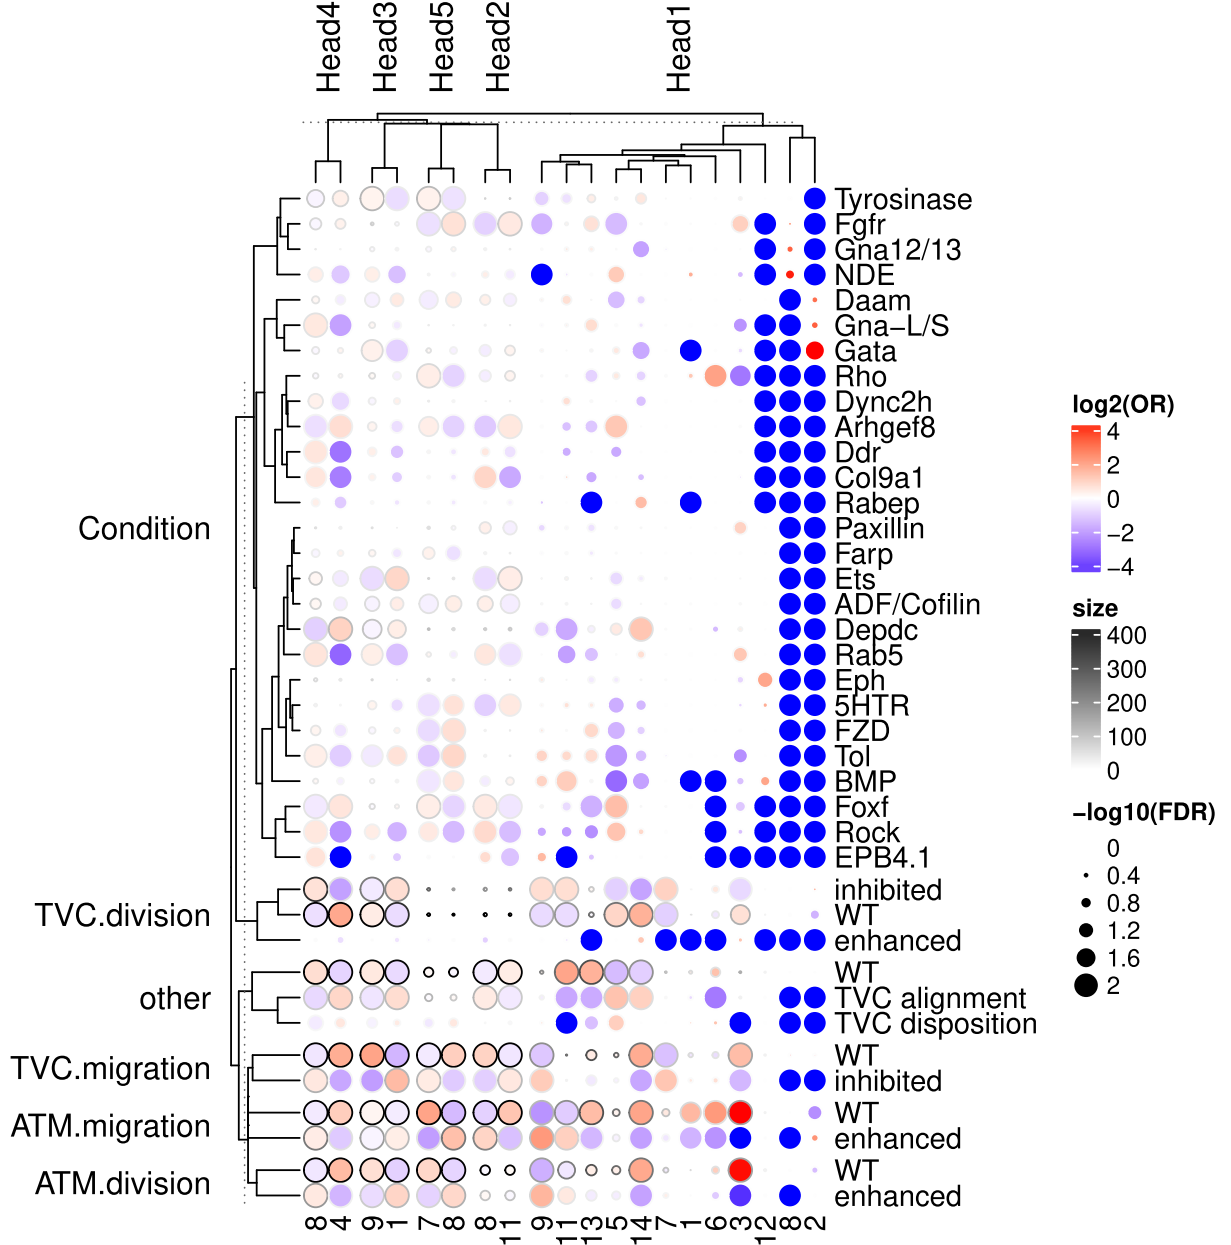 Head4
Head3
Head5
Head2
Head1
Tyrosinase
Fgfr
Gna12/13
NDE
Daam
Gna−L/S
Gata
Rho
Dync2h
Arhgef8
Ddr
Col9a1
Rabep
Condition
Paxillin
Farp
Ets
ADF/Cofilin
Depdc
Rab5
Eph
5HTR
FZD
Tol
BMP
Foxf
Rock
EPB4.1
TVC.division
inhibited
WT
enhanced
other
WT
TVC alignment
TVC disposition
TVC.migration
WT
inhibited
ATM.migration
WT
enhanced
ATM.division
WT
enhanced
8 4 9 1 7 8 8 11 9 11 13 5 14 7 1 6 3 12 8 2
log2(OR)
4
2
0
−2
−4
size
400
300
200
100
0
−log10(FDR)
0
0.4
0.8
1.2
1.6
2